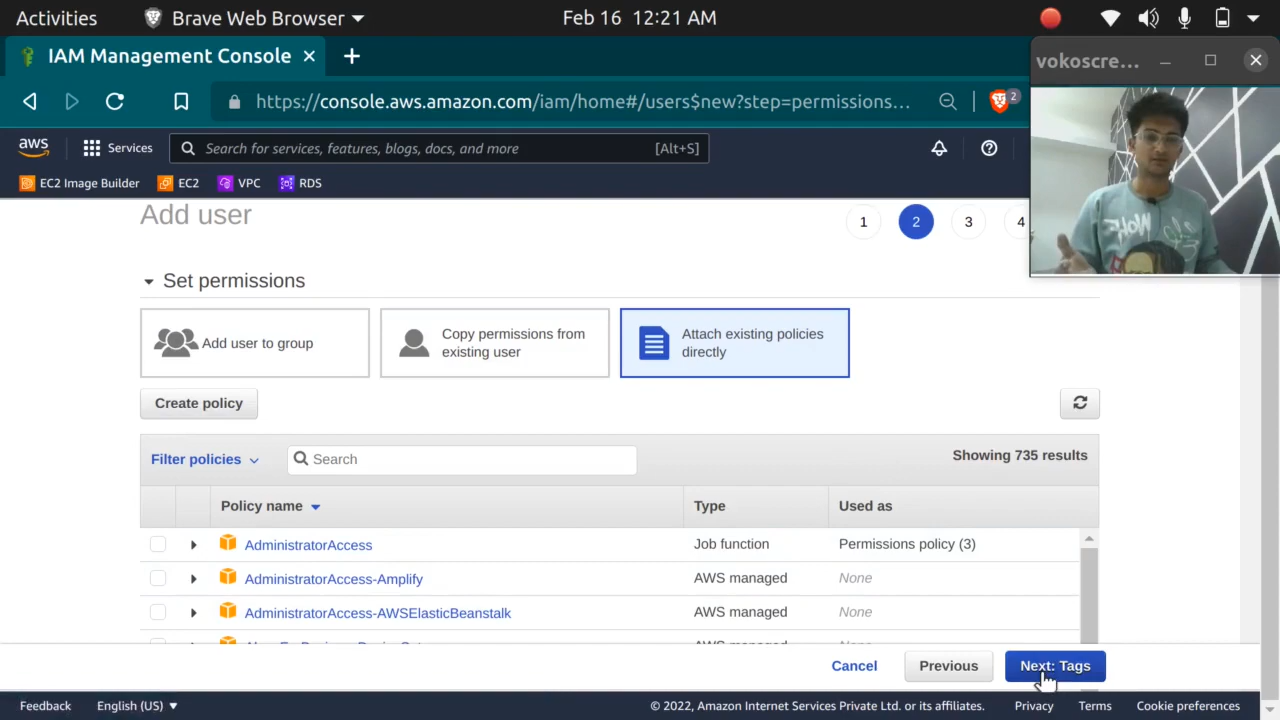 Activities
Brave Web Browser
Feb 16 12:21 AM
IAM Management Console
vokoscre...
https://console.aws.amazon.com/iam/home#/users$new?step=permissions...
2
aws
Services
Search for services, features, blogs, docs, and more
[Alt+S]
EC2 Image Builder
EC2
VPC
RDS
Add user
1
2
3
4
Set permissions
Add user to group
Copy permissions from
existing user
Attach existing policies
directly
Create policy
Filter policies
Search
Showing 735 results
Policy name
Type
Used as
AdministratorAccess
Job function
Permissions policy (3)
AdministratorAccess-Amplify
AWS managed
None
AdministratorAccess-AWSElasticBeanstalk
AWS managed
None
Cancel
Previous
Next: Tags
Feedback
English (US)
© 2022, Amazon Internet Services Private Ltd. or its affiliates.
Privacy
Terms
Cookie preferences